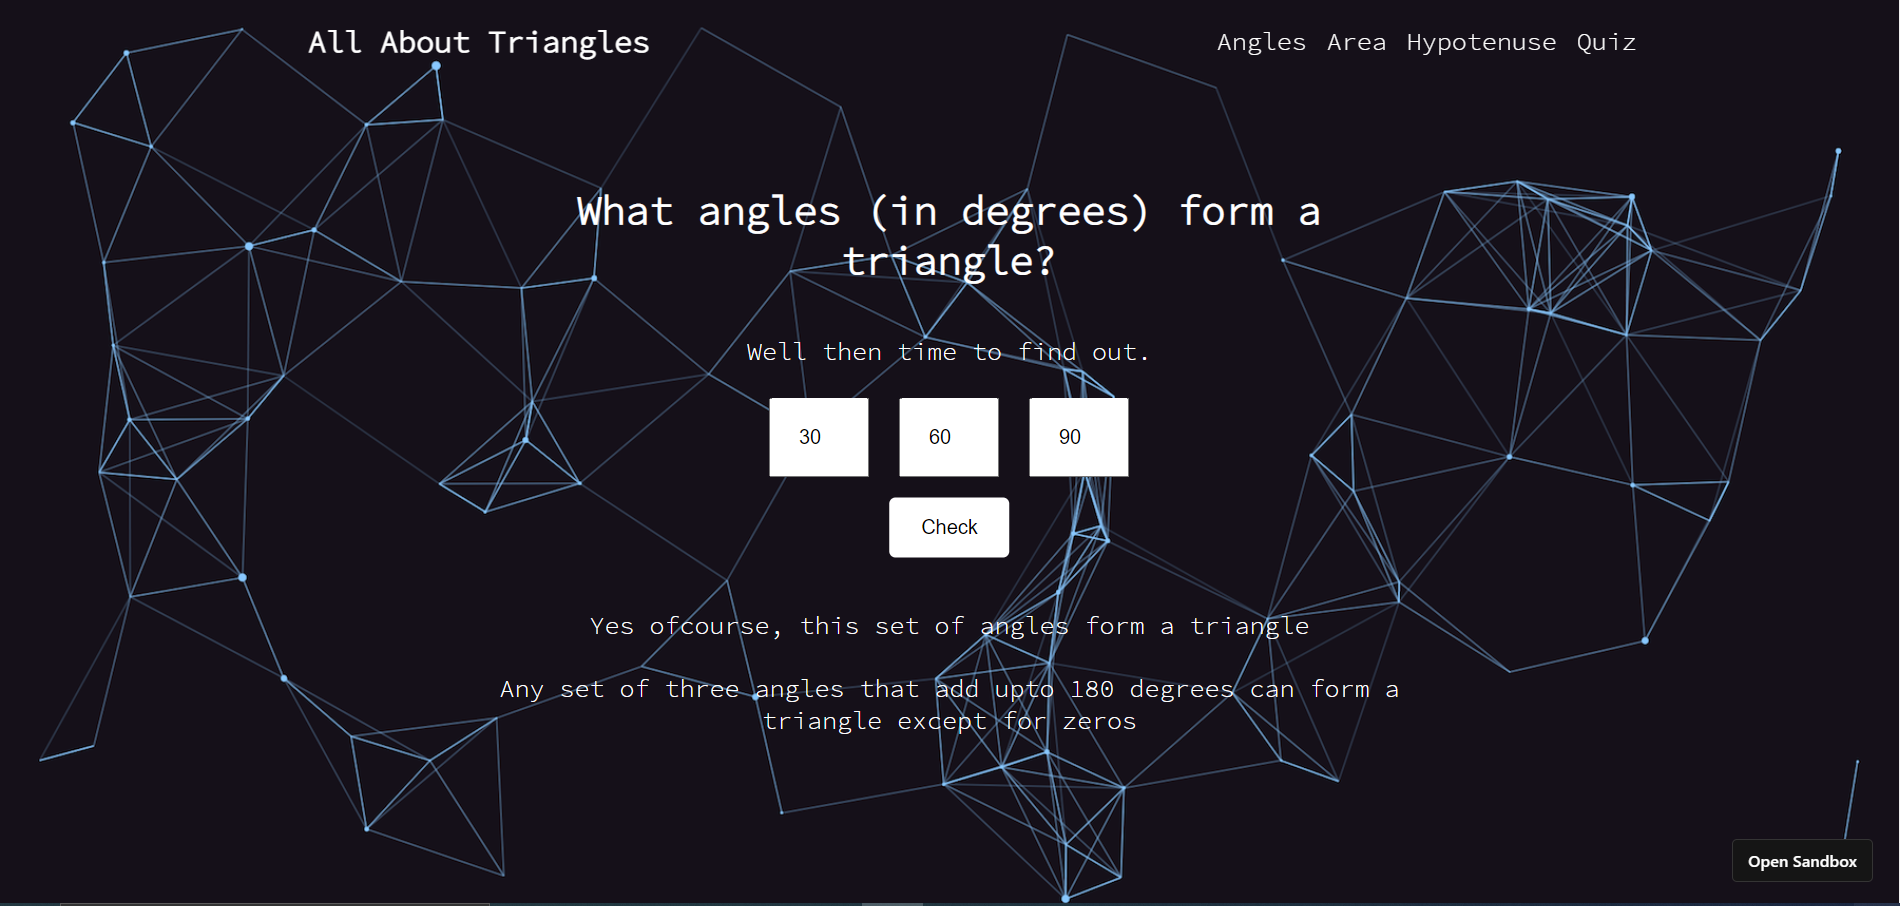 All About Triangles
Angles Area Hypotenuse Quiz
What angles (in degrees) form a
triangle?
Well then time to find out.
30 60 90
Check
Yes ofcourse, this set of angles form a triangle
Any set of three angles that add upto 180 degrees can form a
triangle except for zeros
Open Sandbox